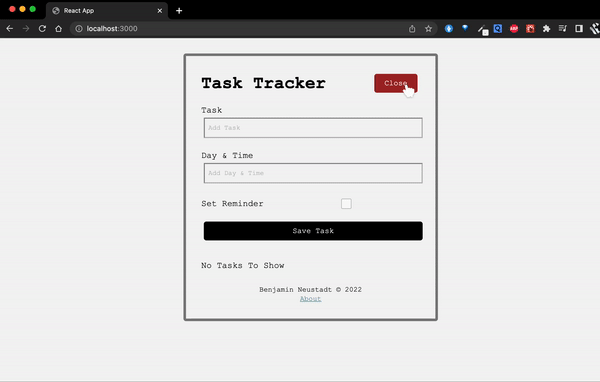 React App
localhost:3000
Task Tracker
Close
Task
Add Task
Day & Time
Add Day & Time
Set Reminder
Save Task
No Tasks To Show
Benjamin Neustadt © 2022
About